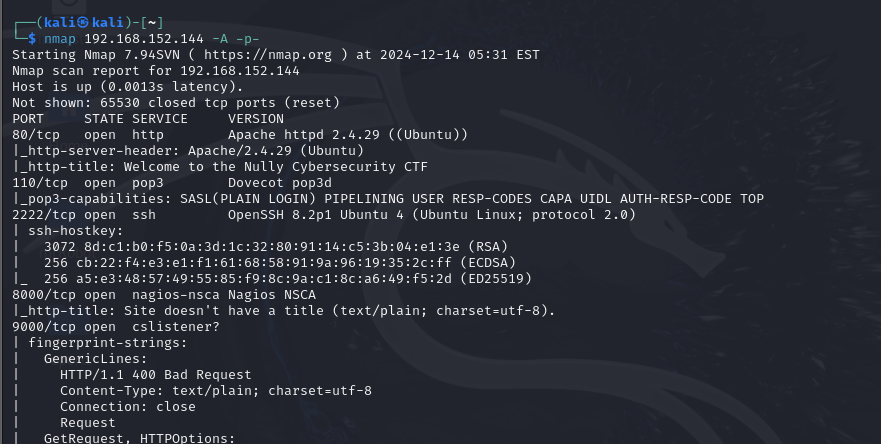 ┌──(kali㉿kali)-[~]
└─$ nmap 192.168.152.144 -A -p-
Starting Nmap 7.94SVN ( https://nmap.org ) at 2024-12-14 05:31 EST
Nmap scan report for 192.168.152.144
Host is up (0.0013s latency).
Not shown: 65530 closed tcp ports (reset)
PORT     STATE SERVICE     VERSION
80/tcp   open  http        Apache httpd 2.4.29 ((Ubuntu))
|_http-server-header: Apache/2.4.29 (Ubuntu)
|_http-title: Welcome to the Nully Cybersecurity CTF
110/tcp  open  pop3        Dovecot pop3d
|_pop3-capabilities: SASL(PLAIN LOGIN) PIPELINING USER RESP-CODES CAPA UIDL AUTH-RESP-CODE TOP
2222/tcp open  ssh         OpenSSH 8.2p1 Ubuntu 4 (Ubuntu Linux; protocol 2.0)
| ssh-hostkey:
|   3072 8d:c1:b0:f5:0a:3d:1c:32:80:91:14:c5:3b:04:e1:3e (RSA)
|   256 cb:22:f4:e3:e1:f1:61:68:58:91:9a:96:19:35:2c:ff (ECDSA)
|_  256 a5:e3:48:57:49:55:85:f9:8c:9a:c1:8c:a6:49:f5:2d (ED25519)
8000/tcp open  nagios-nsca Nagios NSCA
|_http-title: Site doesn't have a title (text/plain; charset=utf-8).
9000/tcp open  cslistener?
| fingerprint-strings:
|   GenericLines:
|     HTTP/1.1 400 Bad Request
|     Content-Type: text/plain; charset=utf-8
|     Connection: close
|     Request
|   GetRequest, HTTPOptions: